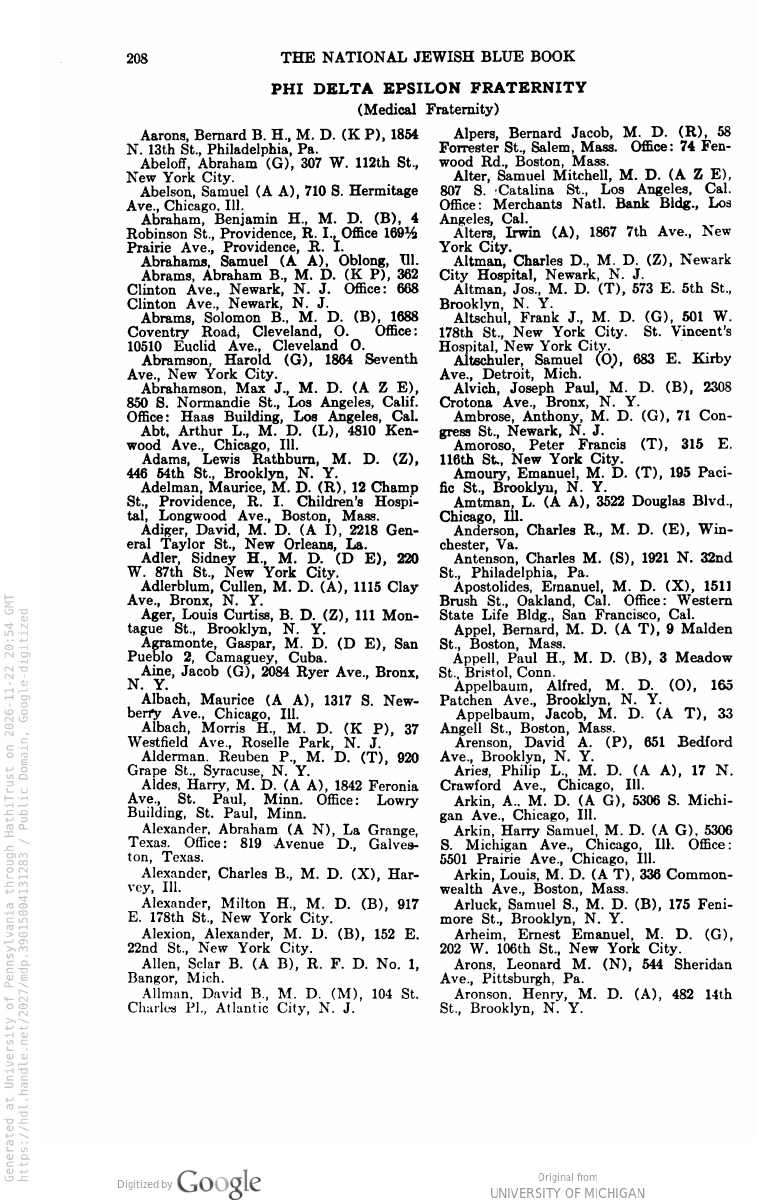 208 THE NATIONAL JEWISH BLUE BOOK
PHI DELTA EPSILON FRATERNITY
(Medical Fraternity)
Aarons, Bernard B. H., M. D. (K P), 1854
N. 13th St., Philadelphia, Pa.
Abeloff, Abraham (G), 307 W. 112th St.,
New York City.
Abelson, Samuel (A A), 710 S. Hermitage
Ave., Chicago, Ill.
Abraham, Benjamin H., M. D. (B), 4
Robinson St., Providence, R. I., Office 169½
Prairie Ave., Providence, R. I.
Abrahams, Samuel (A A), Oblong, Ill.
Abrams, Abraham B., M. D. (K P), 362
Clinton Ave., Newark, N. J. Office: 668
Clinton Ave., Newark, N. J.
Abrams, Solomon B., M. D. (B), 1688
Coventry Road, Cleveland, O. Office:
10510 Euclid Ave., Cleveland O.
Abramson, Harold (G), 1864 Seventh
Ave., New York City.
Abrahamson, Max J., M. D. (A Z E),
850 S. Normandie St., Los Angeles, Calif.
Office: Haas Building, Los Angeles, Cal.
Abt, Arthur L., M. D. (L), 4810 Ken-
wood Ave., Chicago, Ill.
Adams, Lewis Rathburn, M. D. (Z),
446 54th St., Brooklyn, N. Y.
Adelman, Maurice, M. D. (R), 12 Champ
St., Providence, R. I. Children's Hospi-
tal, Longwood Ave., Boston, Mass.
Adiger, David, M. D. (A I), 2218 Gen-
eral Taylor St., New Orleans, La.
Adler, Sidney H., M. D. (D E), 220
W. 87th St., New York City.
Adlerblum, Cullen, M. D. (A), 1115 Clay
Ave., Bronx, N. Y.
Ager, Louis Curtiss, B. D. (Z), 111 Mon-
tague St., Brooklyn, N. Y.
Agramonte, Gaspar, M. D. (D E), San
Pueblo 2, Camaguey, Cuba.
Aine, Jacob (G), 2084 Ryer Ave., Bronx,
N. Y.
Albach, Maurice (A A), 1317 S. New-
berry Ave., Chicago, Ill.
Albach, Morris H., M. D. (K P), 37
Westfield Ave., Roselle Park, N. J.
Alderman. Reuben P., M. D. (T), 920
Grape St., Syracuse, N. Y.
Aldes, Harry, M. D. (A A), 1842 Feronia
Ave., St. Paul, Minn. Office: Lowry
Building, St. Paul, Minn.
Alexander, Abraham (A N), La Grange,
Texas. Office: 819 Avenue D., Galves-
ton, Texas.
Alexander, Charles B., M. D. (X), Har-
vey, Ill.
Alexander, Milton H., M. D. (B), 917
E. 178th St., New York City.
Alexion, Alexander, M. D. (B), 152 E.
22nd St., New York City.
Allen, Sclar B. (A B), R. F. D. No. 1,
Bangor, Mich.
Allman, David B., M. D. (M), 104 St.
Charles Pl., Atlantic City, N. J.
Alpers, Bernard Jacob, M. D. (R), 58
Forrester St., Salem, Mass. Office: 74 Fen-
wood Rd., Boston, Mass.
Alter, Samuel Mitchell, M. D. (A Z E),
807 S. Catalina St., Los Angeles, Cal.
Office: Merchants Natl. Bank Bldg., Los
Angeles, Cal.
Alters, Irwin (A), 1867 7th Ave., New
York City.
Altman, Charles D., M. D. (Z), Newark
City Hospital, Newark, N. J.
Altman, Jos., M. D. (T), 573 E. 5th St.,
Brooklyn, N. Y.
Altschul, Frank J., M. D. (G), 501 W.
178th St., New York City. St. Vincent's
Hospital, New York City.
Altschuler, Samuel (O), 683 E. Kirby
Ave., Detroit, Mich.
Alvich, Joseph Paul, M. D. (B), 2308
Crotona Ave., Bronx, N. Y.
Ambrose, Anthony, M. D. (G), 71 Con-
gress St., Newark, N. J.
Amoroso, Peter Francis (T), 315 E.
116th St., New York City.
Amoury, Emanuel, M. D. (T), 195 Paci-
fic St., Brooklyn, N. Y.
Amtman, L. (A A), 3522 Douglas Blvd.,
Chicago, Ill.
Anderson, Charles R., M. D. (E), Win-
chester, Va.
Antenson, Charles M. (S), 1921 N. 32nd
St., Philadelphia, Pa.
Apostolides, Emanuel, M. D. (X), 1511
Brush St., Oakland, Cal. Office: Western
State Life Bldg., San Francisco, Cal.
Appel, Bernard, M. D. (A T), 9 Malden
St., Boston, Mass.
Appell, Paul H., M. D. (B), 3 Meadow
St., Bristol, Conn.
Appelbaum, Alfred, M. D. (O), 165
Patchen Ave., Brooklyn, N. Y.
Appelbaum, Jacob, M. D. (A T), 33
Angell St., Boston, Mass.
Arenson, David A. (P), 651 Bedford
Ave., Brooklyn, N. Y.
Aries, Philip L., M. D. (A A), 17 N.
Crawford Ave., Chicago, Ill.
Arkin, A.. M. D. (A G), 5306 S. Michi-
gan Ave., Chicago, Ill.
Arkin, Harry Samuel, M. D. (A G), 5306
S. Michigan Ave., Chicago, Ill. Office:
5501 Prairie Ave., Chicago, Ill.
Arkin, Louis, M. D. (A T), 336 Common-
wealth Ave., Boston, Mass.
Arluck, Samuel S., M. D. (B), 175 Feni-
more St., Brooklyn, N. Y.
Arheim, Ernest Emanuel, M. D. (G),
202 W. 106th St., New York City.
Arons, Leonard M. (N), 544 Sheridan
Ave., Pittsburgh, Pa.
Aronson, Henry, M. D. (A), 482 14th
St., Brooklyn, N. Y.
Generated at University of Pennsylvania through HathiTrust on 2026-11-22 20:54 GMT
https://hdl.handle.net/2027/mdp.39015004131283 / Public Domain, Google-digitized
Digitized by Google
Original from
UNIVERSITY OF MICHIGAN